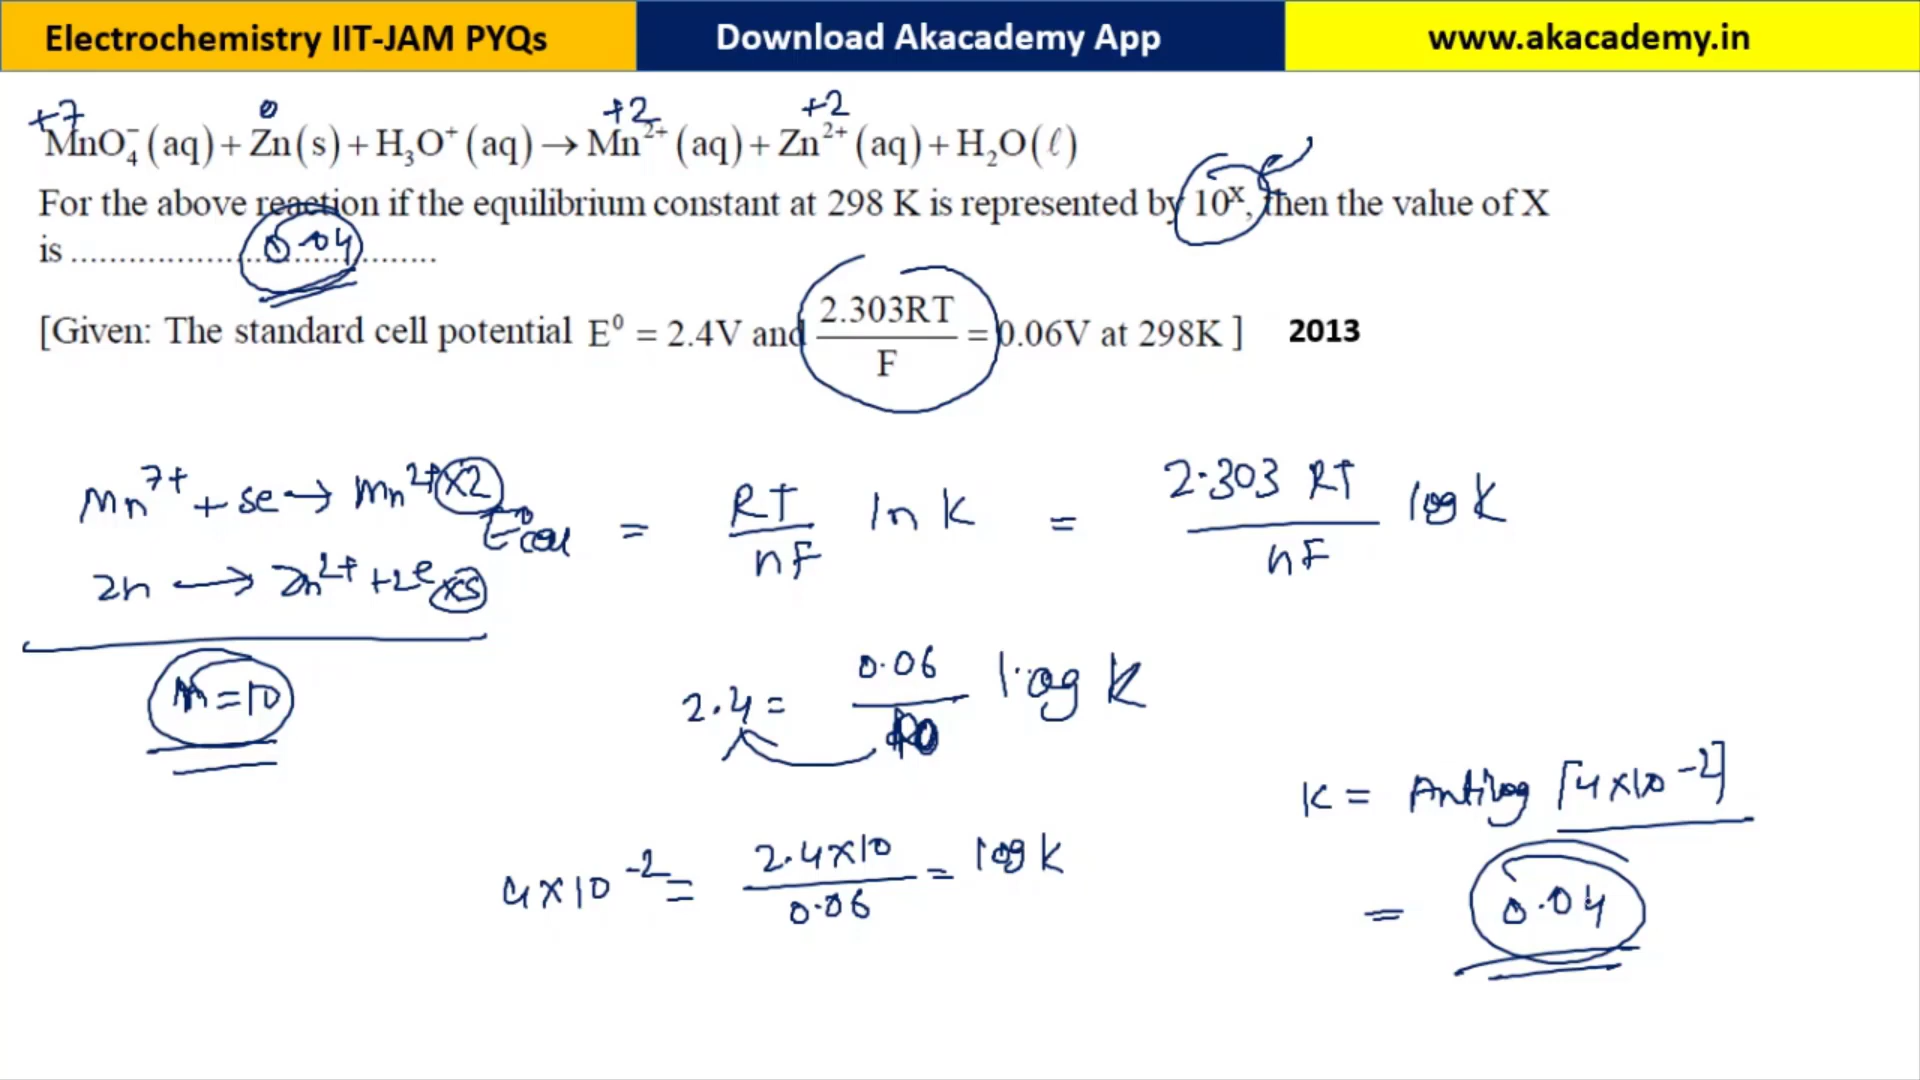 Electrochemistry IIT-JAM PYQs
Download Akacademy App
www.akacademy.in
+7 0 +2 +2
MnO₄⁻(aq)+Zn(s)+H₃O⁺(aq)→Mn²⁺(aq)+Zn²⁺(aq)+H₂O(ℓ)
For the above reaction if the equilibrium constant at 298 K is represented by 10ˣ, then the value of X
is ........................................ 0.04
[Given: The standard cell potential E⁰ = 2.4V and 2.303RT/F = 0.06V at 298K ] 2013
Mn⁷⁺ + 5e → Mn²⁺ ×2
E°cell = RT/nF ln K = 2.303 RT/nF log K
Zn → Zn²⁺ + 2e ×5
n=10
2.4 = 0.06/10 log K
K = Antilog [4×10⁻²]
4×10⁻² = 2.4×10/0.06 = log K
= 0.04